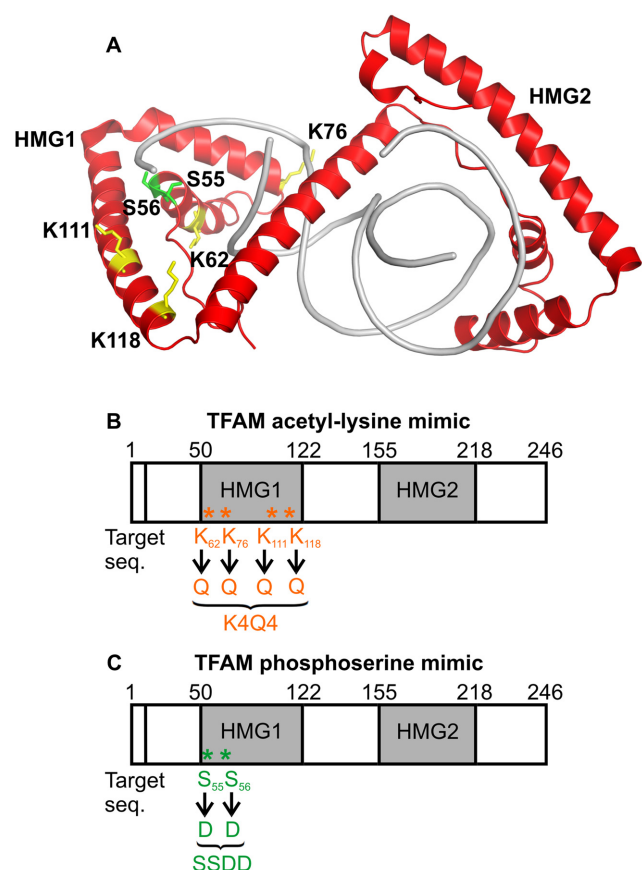 A
HMG1
HMG2
K76
S55
S56
K111
K62
K118
B TFAM acetyl-lysine mimic
1 50 122 155 218 246
HMG1 HMG2
* * * *
Target seq. K62 K76 K111 K118
Q Q Q Q
K4Q4
C TFAM phosphoserine mimic
1 50 122 155 218 246
HMG1 HMG2
* *
Target seq. S55 S56
D D
SSDD